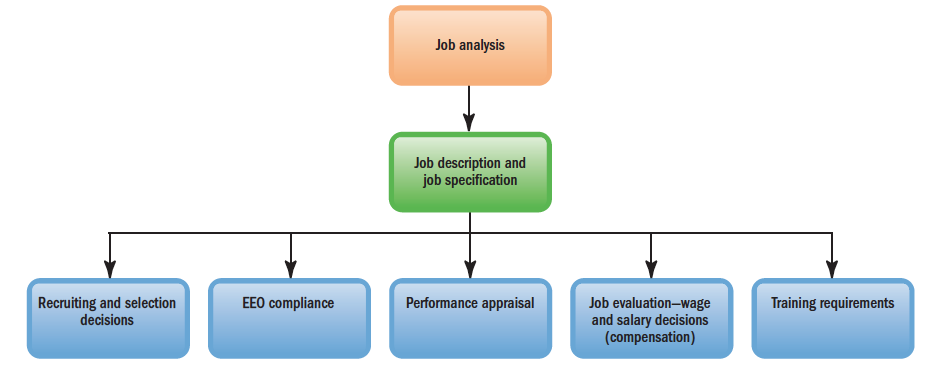 Job analysis
Job description and
job specification
Recruiting and selection
decisions
EEO compliance
Performance appraisal
Job evaluation—wage
and salary decisions
(compensation)
Training requirements